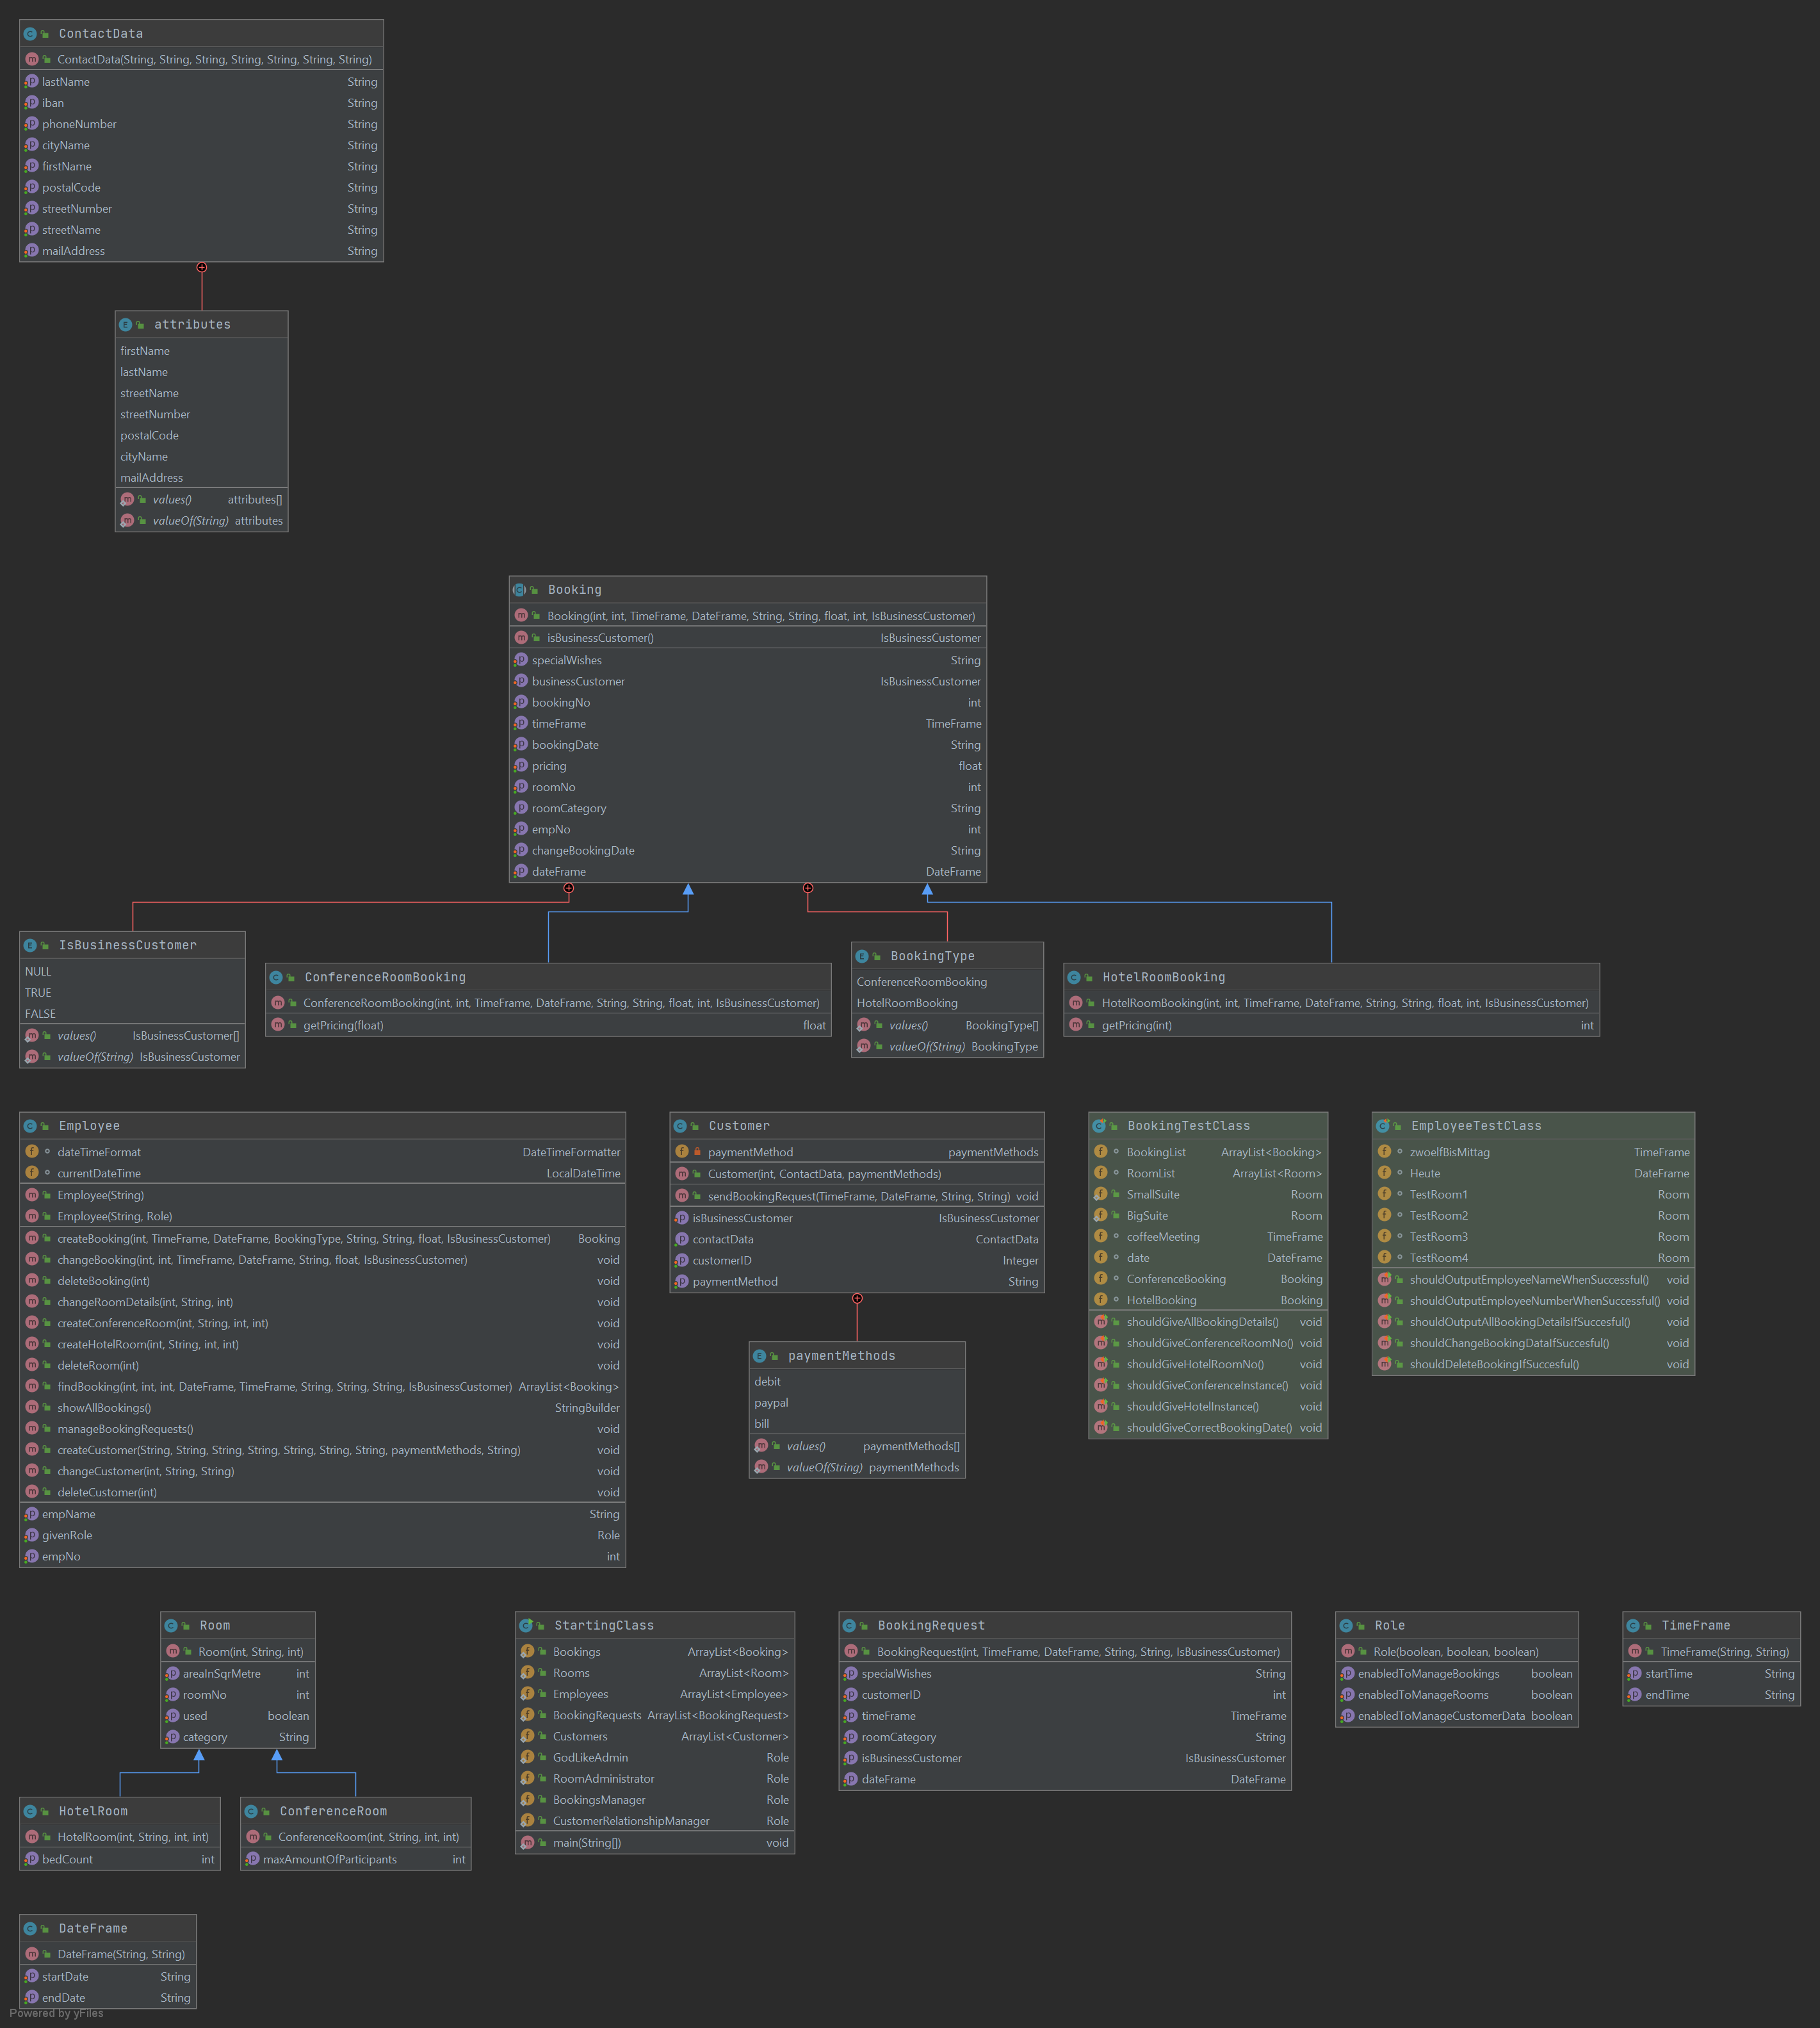 ContactData
ContactData(String, String, String, String, String, String, String)
lastName String
iban String
phoneNumber String
cityName String
firstName String
postalCode String
streetNumber String
streetName String
mailAddress String
attributes
firstName
lastName
streetName
streetNumber
postalCode
cityName
mailAddress
values() attributes[]
valueOf(String) attributes
Booking
Booking(int, int, TimeFrame, DateFrame, String, String, float, int, IsBusinessCustomer)
isBusinessCustomer() IsBusinessCustomer
specialWishes String
businessCustomer IsBusinessCustomer
bookingNo int
timeFrame TimeFrame
bookingDate String
pricing float
roomNo int
roomCategory String
empNo int
changeBookingDate String
dateFrame DateFrame
IsBusinessCustomer
NULL
TRUE
FALSE
values() IsBusinessCustomer[]
valueOf(String) IsBusinessCustomer
ConferenceRoomBooking
ConferenceRoomBooking(int, int, TimeFrame, DateFrame, String, String, float, int, IsBusinessCustomer)
getPricing(float) float
BookingType
ConferenceRoomBooking
HotelRoomBooking
values() BookingType[]
valueOf(String) BookingType
HotelRoomBooking
HotelRoomBooking(int, int, TimeFrame, DateFrame, String, String, float, int, IsBusinessCustomer)
getPricing(int) int
Employee
dateTimeFormat DateTimeFormatter
currentDateTime LocalDateTime
Employee(String)
Employee(String, Role)
createBooking(int, TimeFrame, DateFrame, BookingType, String, String, float, IsBusinessCustomer) Booking
changeBooking(int, int, TimeFrame, DateFrame, String, float, IsBusinessCustomer) void
deleteBooking(int) void
changeRoomDetails(int, String, int) void
createConferenceRoom(int, String, int, int) void
createHotelRoom(int, String, int, int) void
deleteRoom(int) void
findBooking(int, int, int, DateFrame, TimeFrame, String, String, String, IsBusinessCustomer) ArrayList<Booking>
showAllBookings() StringBuilder
manageBookingRequests() void
createCustomer(String, String, String, String, String, String, String, paymentMethods, String) void
changeCustomer(int, String, String) void
deleteCustomer(int) void
empName String
givenRole Role
empNo int
Customer
paymentMethod paymentMethods
Customer(int, ContactData, paymentMethods)
sendBookingRequest(TimeFrame, DateFrame, String, String) void
isBusinessCustomer IsBusinessCustomer
contactData ContactData
customerID Integer
paymentMethod String
paymentMethods
debit
paypal
bill
values() paymentMethods[]
valueOf(String) paymentMethods
BookingTestClass
BookingList ArrayList<Booking>
RoomList ArrayList<Room>
SmallSuite Room
BigSuite Room
coffeeMeeting TimeFrame
date DateFrame
ConferenceBooking Booking
HotelBooking Booking
shouldGiveAllBookingDetails() void
shouldGiveConferenceRoomNo() void
shouldGiveHotelRoomNo() void
shouldGiveConferenceInstance() void
shouldGiveHotelInstance() void
shouldGiveCorrectBookingDate() void
EmployeeTestClass
zwoelfBisMittag TimeFrame
Heute DateFrame
TestRoom1 Room
TestRoom2 Room
TestRoom3 Room
TestRoom4 Room
shouldOutputEmployeeNameWhenSuccessful() void
shouldOutputEmployeeNumberWhenSuccessful() void
shouldOutputAllBookingDetailsIfSuccesful() void
shouldChangeBookingDataIfSuccesful() void
shouldDeleteBookingIfSuccesful() void
Room
Room(int, String, int)
areaInSqrMetre int
roomNo int
used boolean
category String
HotelRoom
HotelRoom(int, String, int, int)
bedCount int
ConferenceRoom
ConferenceRoom(int, String, int, int)
maxAmountOfParticipants int
StartingClass
Bookings ArrayList<Booking>
Rooms ArrayList<Room>
Employees ArrayList<Employee>
BookingRequests ArrayList<BookingRequest>
Customers ArrayList<Customer>
GodLikeAdmin Role
RoomAdministrator Role
BookingsManager Role
CustomerRelationshipManager Role
main(String[]) void
BookingRequest
BookingRequest(int, TimeFrame, DateFrame, String, String, IsBusinessCustomer)
specialWishes String
customerID int
timeFrame TimeFrame
roomCategory String
isBusinessCustomer IsBusinessCustomer
dateFrame DateFrame
Role
Role(boolean, boolean, boolean)
enabledToManageBookings boolean
enabledToManageRooms boolean
enabledToManageCustomerData boolean
TimeFrame
TimeFrame(String, String)
startTime String
endTime String
DateFrame
DateFrame(String, String)
startDate String
endDate String
Powered by yFiles